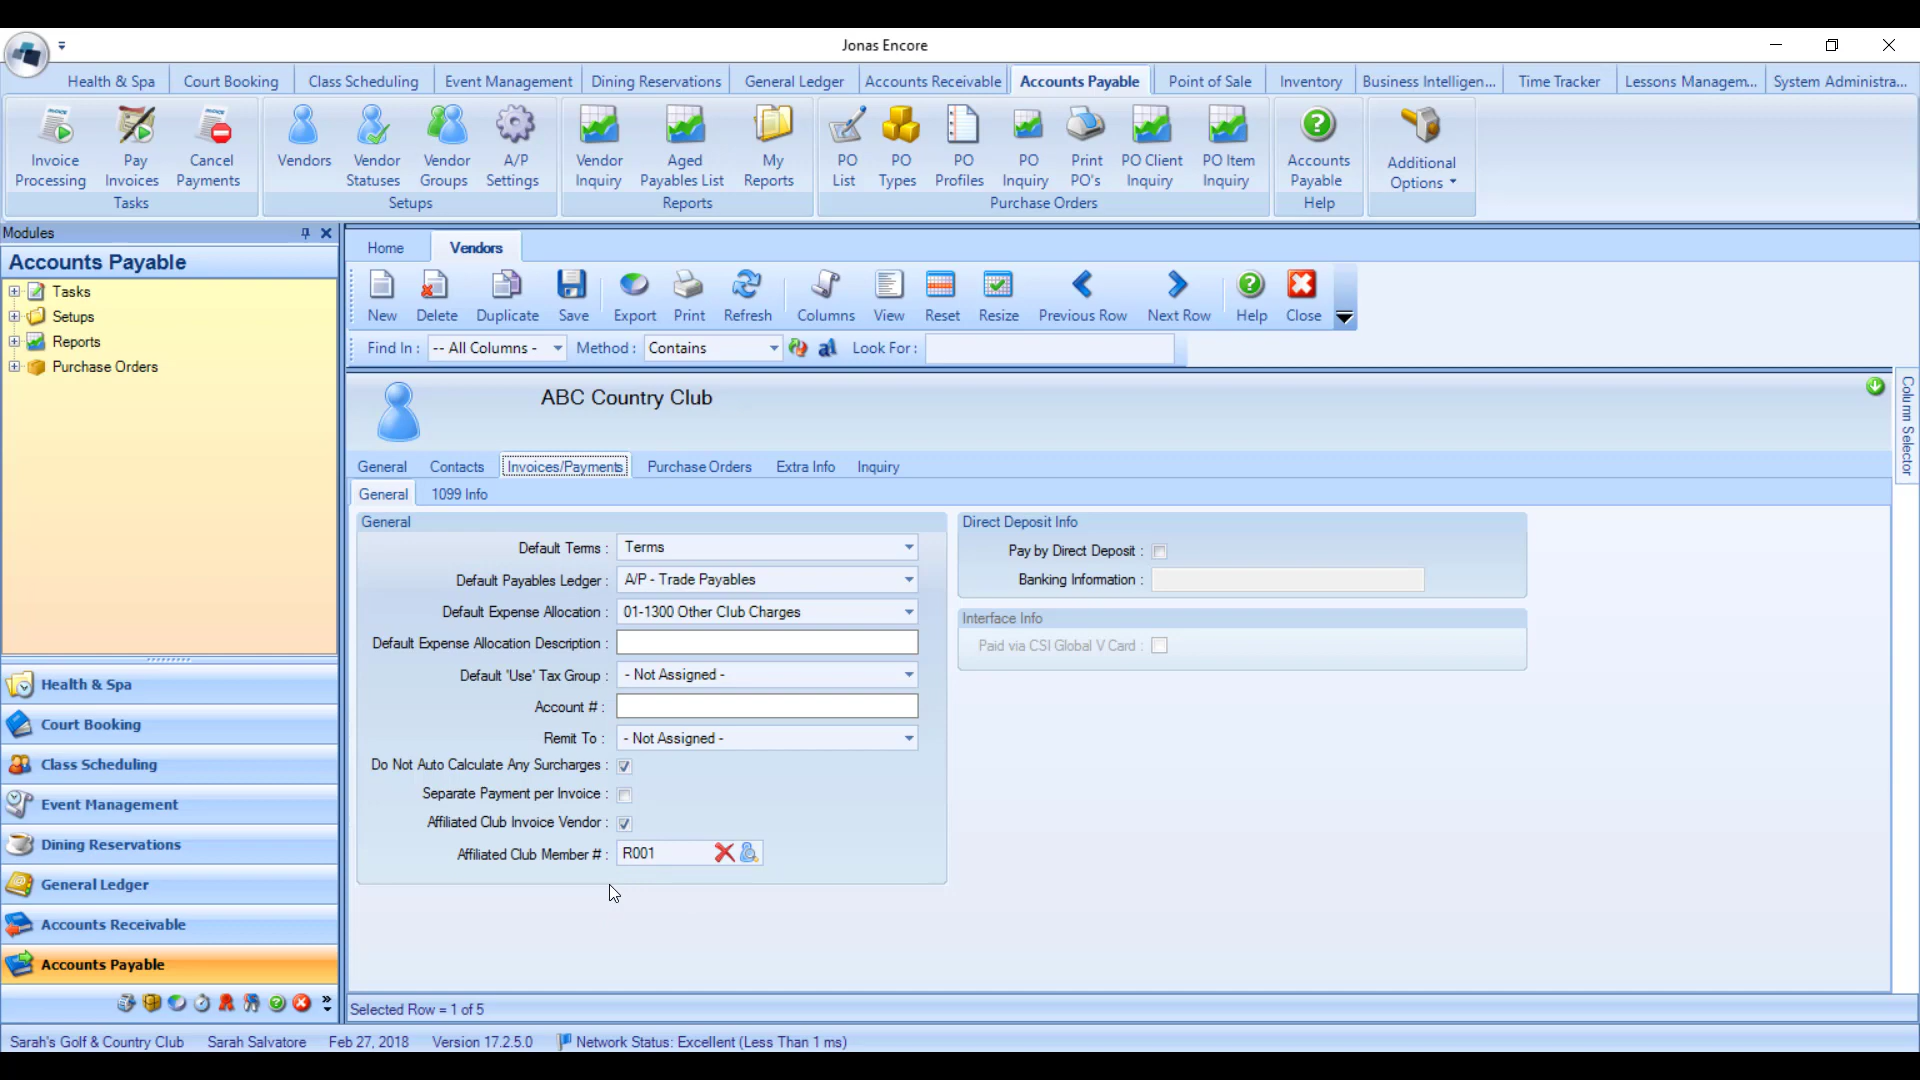 Jonas Encore
Health & Spa Court Booking Class Scheduling Event Management Dining Reservations General Ledger Accounts Receivable Accounts Payable Point of Sale Inventory Business Intelligen... Time Tracker Lessons Managem... System Administra...
Invoice Processing Pay Invoices Cancel Payments Vendors Vendor Statuses Vendor Groups A/P Settings Vendor Inquiry Aged Payables List My Reports PO List PO Types PO Profiles PO Inquiry Print PO's PO Client Inquiry PO Item Inquiry Accounts Payable Additional Options
Tasks Setups Reports Purchase Orders Help
Modules
Accounts Payable
Tasks
Setups
Reports
Purchase Orders
Health & Spa
Court Booking
Class Scheduling
Event Management
Dining Reservations
General Ledger
Accounts Receivable
Accounts Payable
Home Vendors
New Delete Duplicate Save Export Print Refresh Columns View Reset Resize Previous Row Next Row Help Close
Find In : -- All Columns - Method : Contains Look For :
ABC Country Club
Column Selector
General Contacts Invoices/Payments Purchase Orders Extra Info Inquiry
General 1099 Info
General
Default Terms : Terms
Default Payables Ledger : A/P - Trade Payables
Default Expense Allocation : 01-1300 Other Club Charges
Default Expense Allocation Description :
Default 'Use' Tax Group : - Not Assigned -
Account # :
Remit To : - Not Assigned -
Do Not Auto Calculate Any Surcharges :
Separate Payment per Invoice :
Affiliated Club Invoice Vendor :
Affiliated Club Member # : R001
Direct Deposit Info
Pay by Direct Deposit :
Banking Information :
Interface Info
Paid via CSI Global V Card :
Selected Row = 1 of 5
Sarah's Golf & Country Club Sarah Salvatore Feb 27, 2018 Version 17.2.5.0 Network Status: Excellent (Less Than 1 ms)